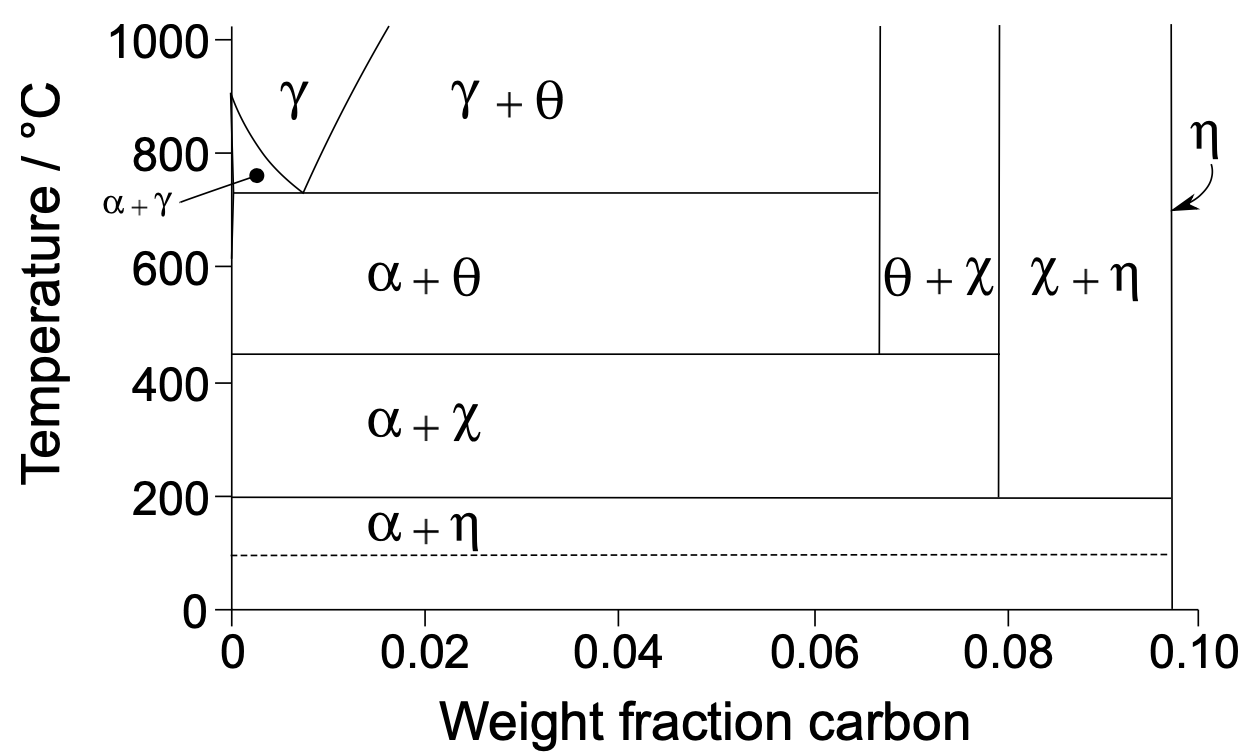 1000
γ
γ + θ
800
η
α + γ
600
α + θ
θ + χ
χ + η
400
α + χ
200
α + η
0
0
0.02
0.04
0.06
0.08
0.10
Temperature / °C
Weight fraction carbon